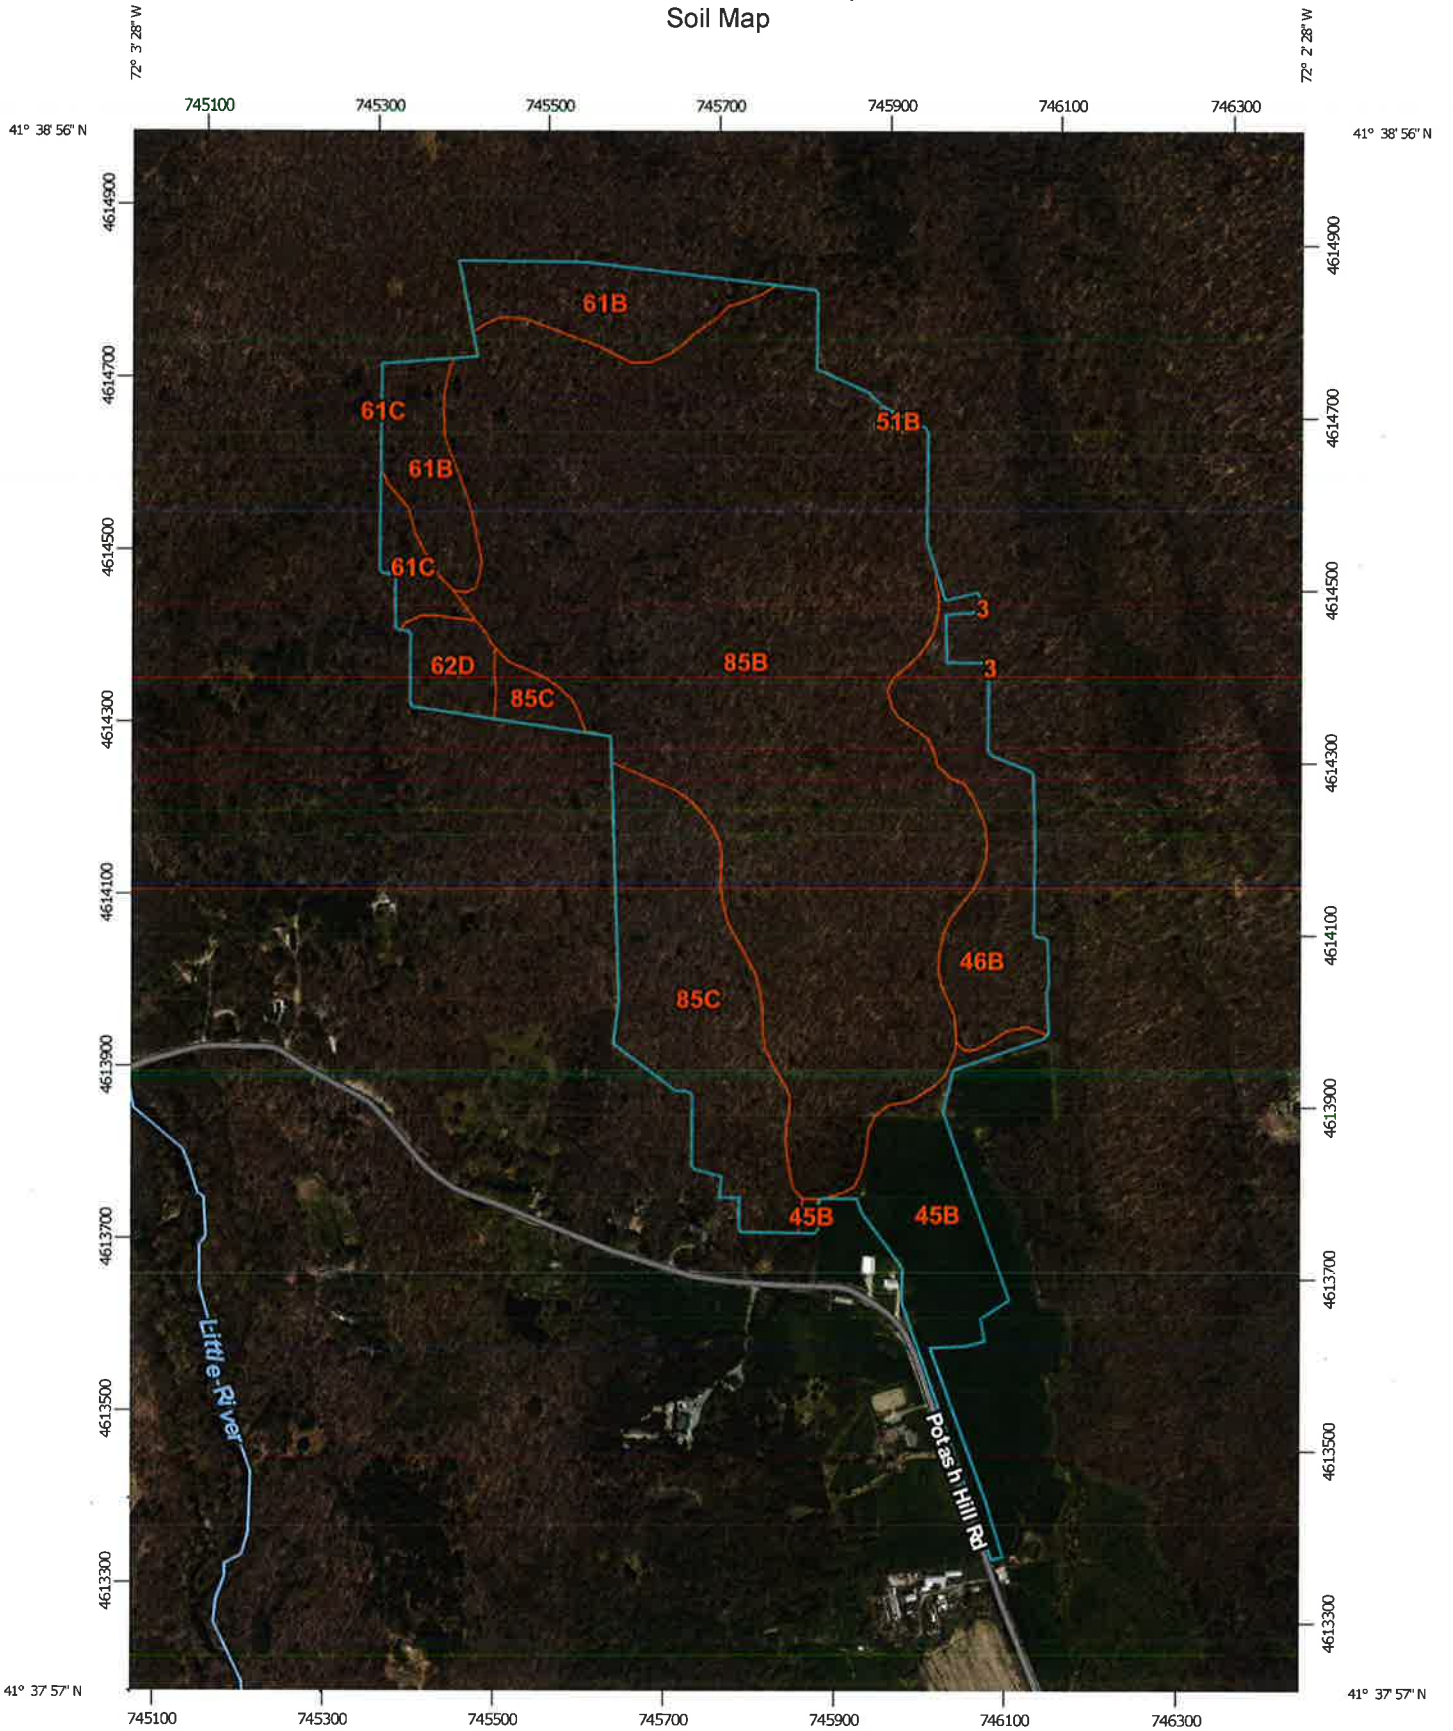 Soil Map
72° 3' 28" W
72° 2' 28" W
745100 745300 745500 745700 745900 746100 746300
41° 38' 56" N
41° 38' 56" N
4614900
4614900
61B
4614700
61C
51B
4614700
61B
4614500
61C
4614500
3
62D
85B
3
85C
4614300
4614300
4614100
4614100
46B
85C
4613900
4613900
45B
45B
4613700
4613700
Little River
4613500
Potash Hill Rd
4613500
4613300
4613300
41° 37' 57" N
41° 37' 57" N
745100 745300 745500 745700 745900 746100 746300